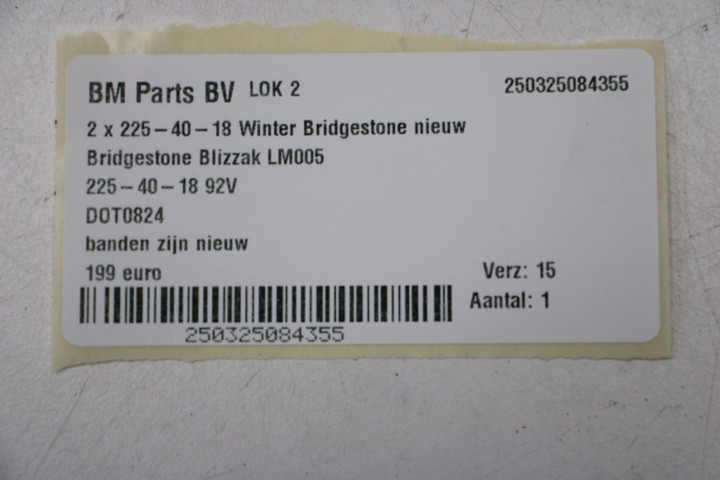 BM Parts BV LOK 2 250325084355
2 x 225-40-18 Winter Bridgestone nieuw
Bridgestone Blizzak LM005
225-40-18 92V
DOT0824
banden zijn nieuw
199 euro Verz: 15
Aantal: 1
250325084355